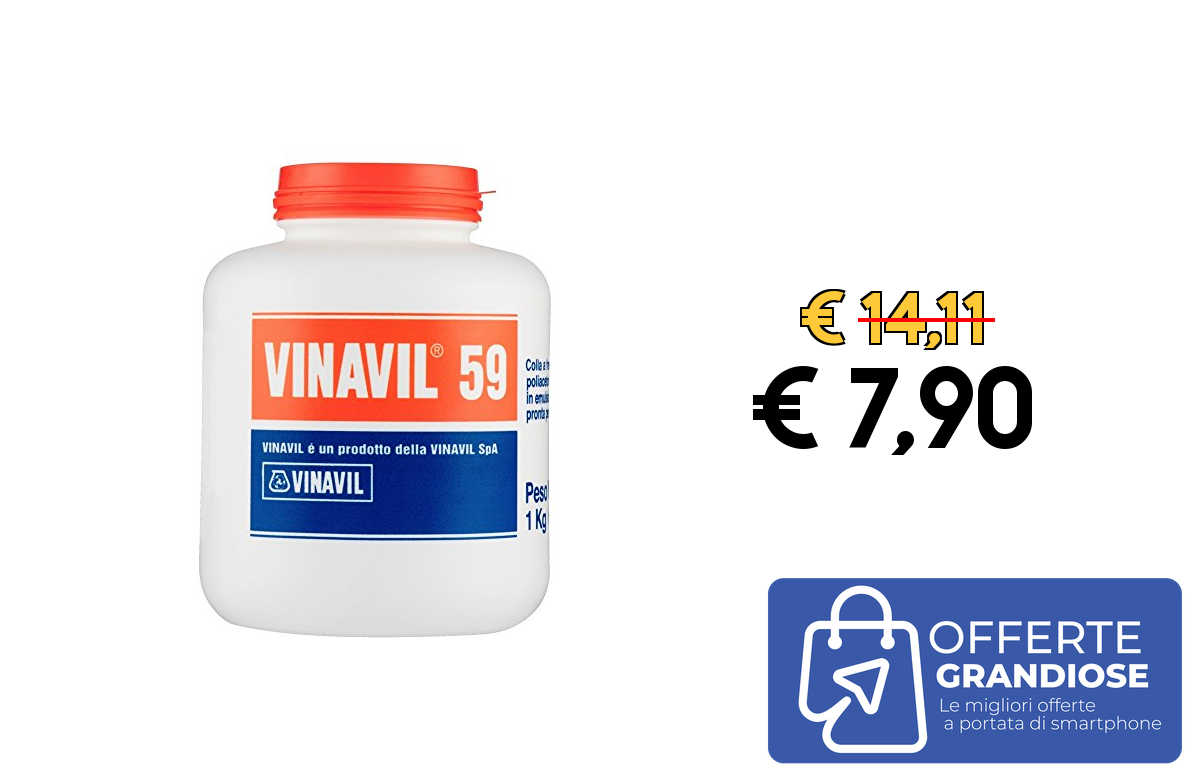 VINAVIL® 59
VINAVIL é un prodotto della VINAVIL SpA
VINAVIL
Colla a
in
pronta
Peso
1 Kg
€ 14,11
€ 7,90
OFFERTE
GRANDIOSE
Le migliori offerte
a portata di smartphone